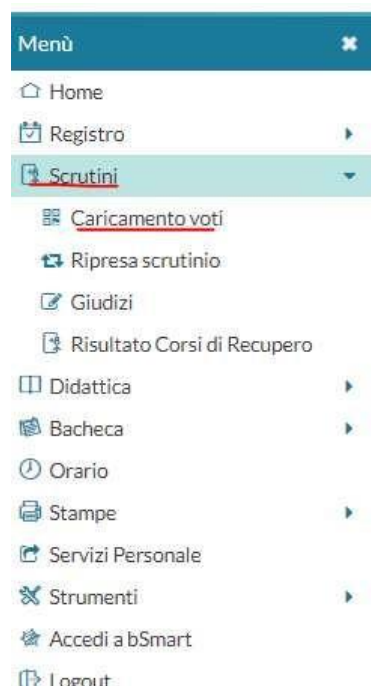 Menù
Home
Registro
Scrutini
Caricamento voti
Ripresa scrutinio
Giudizi
Risultato Corsi di Recupero
Didattica
Bacheca
Orario
Stampe
Servizi Personale
Strumenti
Accedi a bSmart
Logout